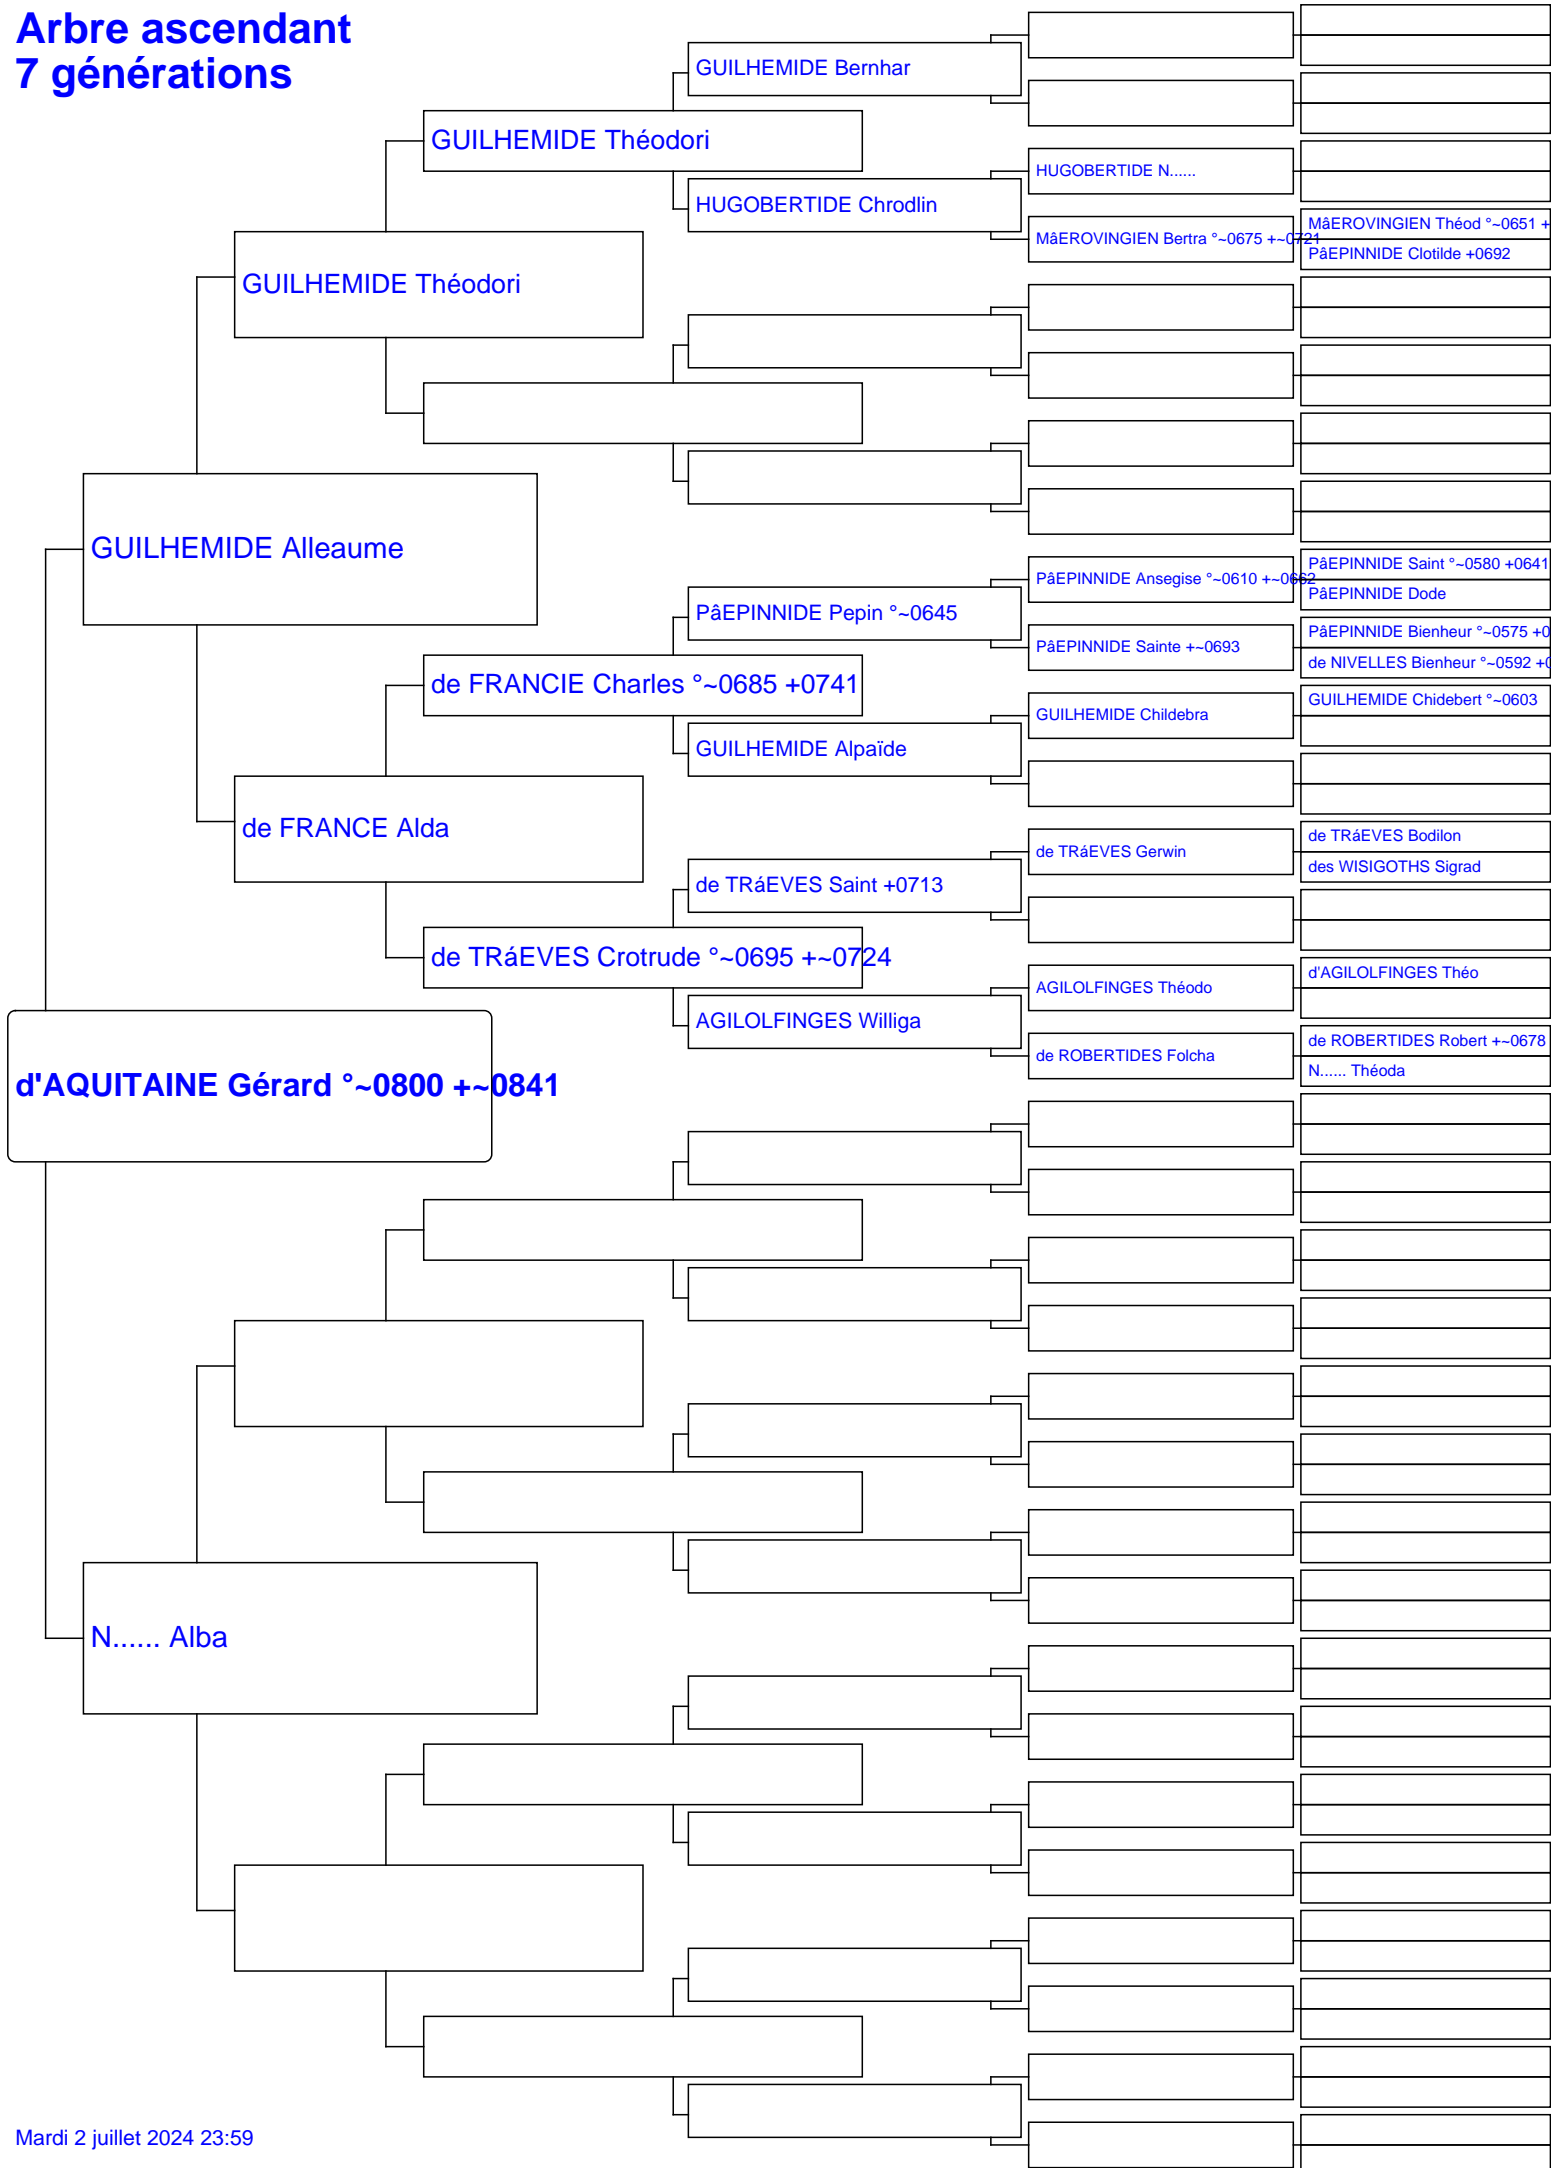 Arbre ascendant
7 générations
GUILHEMIDE Bernhar
GUILHEMIDE Théodori
HUGOBERTIDE N......
HUGOBERTIDE Chrodlin
MâEROVINGIEN Théod °~0651 +
MâEROVINGIEN Bertra °~0675 +~0721
PâEPINNIDE Clotilde +0692
GUILHEMIDE Théodori
GUILHEMIDE Alleaume
PâEPINNIDE Saint °~0580 +0641
PâEPINNIDE Ansegise °~0610 +~0662
PâEPINNIDE Dode
PâEPINNIDE Pepin °~0645
PâEPINNIDE Bienheur °~0575 +0
PâEPINNIDE Sainte +~0693
de NIVELLES Bienheur °~0592 +0
de FRANCIE Charles °~0685 +0741
GUILHEMIDE Chidebert °~0603
GUILHEMIDE Childebra
GUILHEMIDE Alpaïde
de FRANCE Alda
de TRáEVES Bodilon
de TRáEVES Gerwin
des WISIGOTHS Sigrad
de TRáEVES Saint +0713
de TRáEVES Crotrude °~0695 +~0724
d'AGILOLFINGES Théo
AGILOLFINGES Théodo
AGILOLFINGES Williga
de ROBERTIDES Robert +~0678
de ROBERTIDES Folcha
N...... Théoda
d'AQUITAINE Gérard °~0800 +~0841
N...... Alba
Mardi 2 juillet 2024 23:59